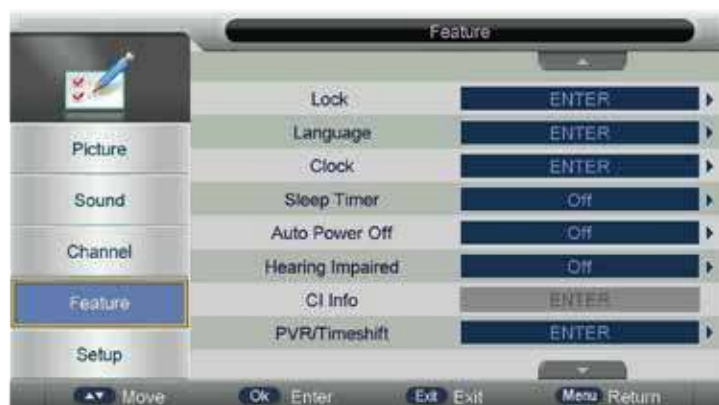 Feature
Lock ENTER
Language ENTER
Picture
Clock ENTER
Sound
Sleep Timer Off
Auto Power Off Off
Channel
Hearing Impaired Off
Feature
CI Info ENTER
PVR/Timeshift ENTER
Setup
Move Ok Enter Exit Exit Menu Return